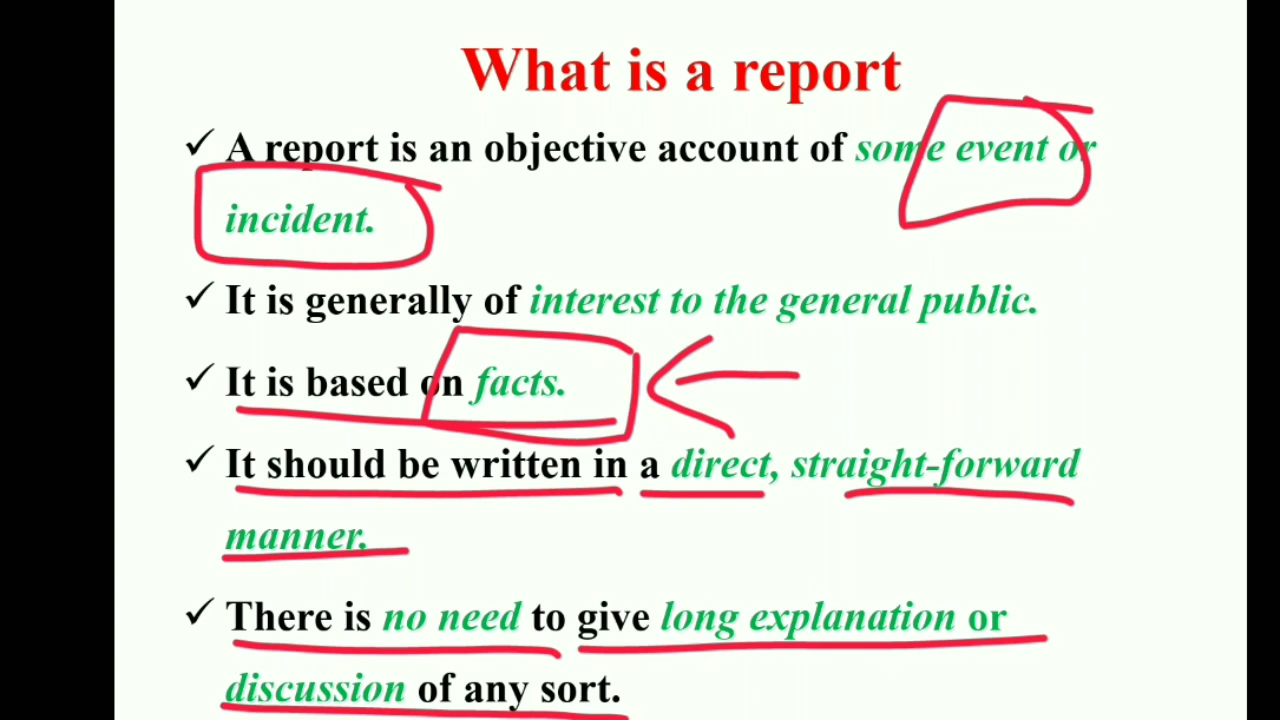 What is a report
✓ A report is an objective account of some event or
incident.
✓ It is generally of interest to the general public.
✓ It is based on facts.
✓ It should be written in a direct, straight-forward
manner.
✓ There is no need to give long explanation or
discussion of any sort.